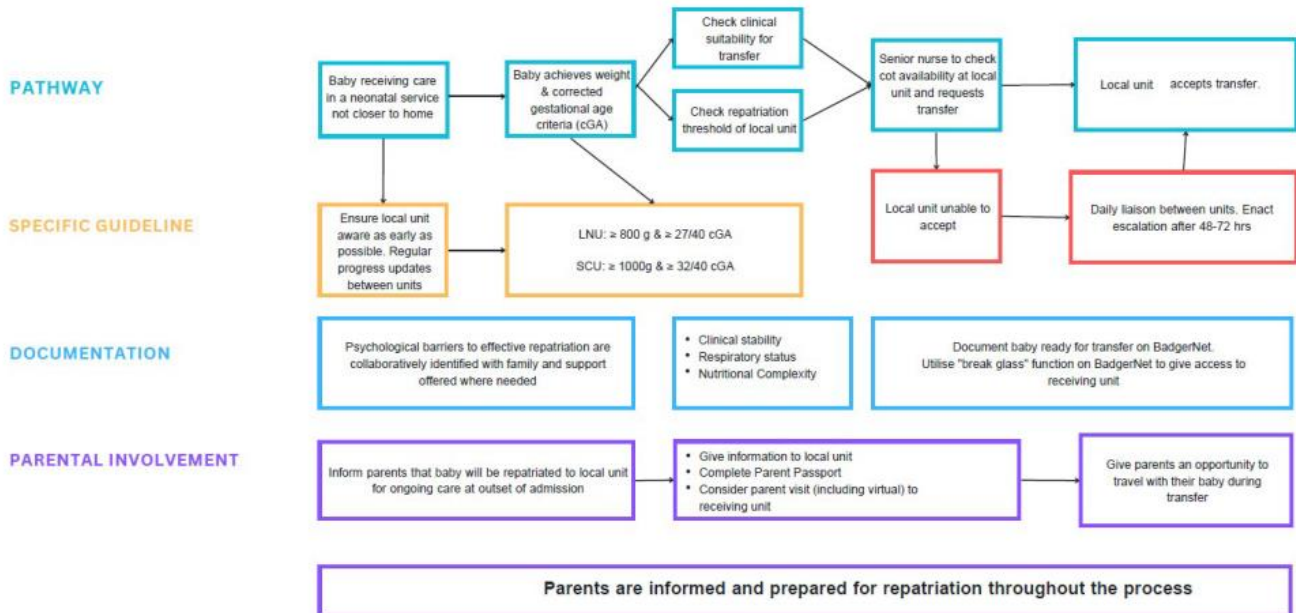 PATHWAY
Baby receiving care
in a neonatal service
not closer to home
Baby achieves weight
& corrected
gestational age
criteria (cGA)
Check clinical
suitability for
transfer
Check repatriation
threshold of local unit
Senior nurse to check
cot availability at local
unit and requests
transfer
Local unit accepts transfer.
SPECIFIC GUIDELINE
Ensure local unit
aware as early as
possible. Regular
progress updates
between units
LNU: ≥ 800 g & ≥ 27/40 cGA
SCU: ≥ 1000g & ≥ 32/40 cGA
Local unit unable to
accept
Daily liaison between units. Enact
escalation after 48-72 hrs
DOCUMENTATION
Psychological barriers to effective repatriation are
collaboratively identified with family and support
offered where needed
• Clinical stability
• Respiratory status
• Nutritional Complexity
Document baby ready for transfer on BadgerNet.
Utilise "break glass" function on BadgerNet to give access to
receiving unit
PARENTAL INVOLVEMENT
Inform parents that baby will be repatriated to local unit
for ongoing care at outset of admission
• Give information to local unit
• Complete Parent Passport
• Consider parent visit (including virtual) to
receiving unit
Give parents an opportunity to
travel with their baby during
transfer
Parents are informed and prepared for repatriation throughout the process